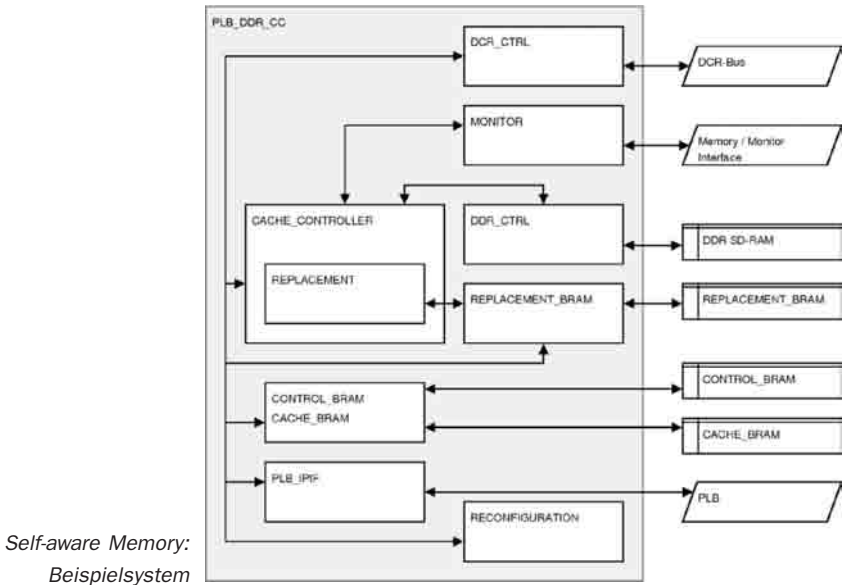 PLB_DDR_CC
DCR_CTRL
DCR-Bus
MONITOR
Memory / Monitor
Interface
CACHE_CONTROLLER
DDR_CTRL
DDR SD-RAM
REPLACEMENT
REPLACEMENT_BRAM
REPLACEMENT_BRAM
CONTROL_BRAM
CACHE_BRAM
CONTROL_BRAM
CACHE_BRAM
PLB_IPIF
PLB
RECONFIGURATION
Self-aware Memory:
Beispielsystem